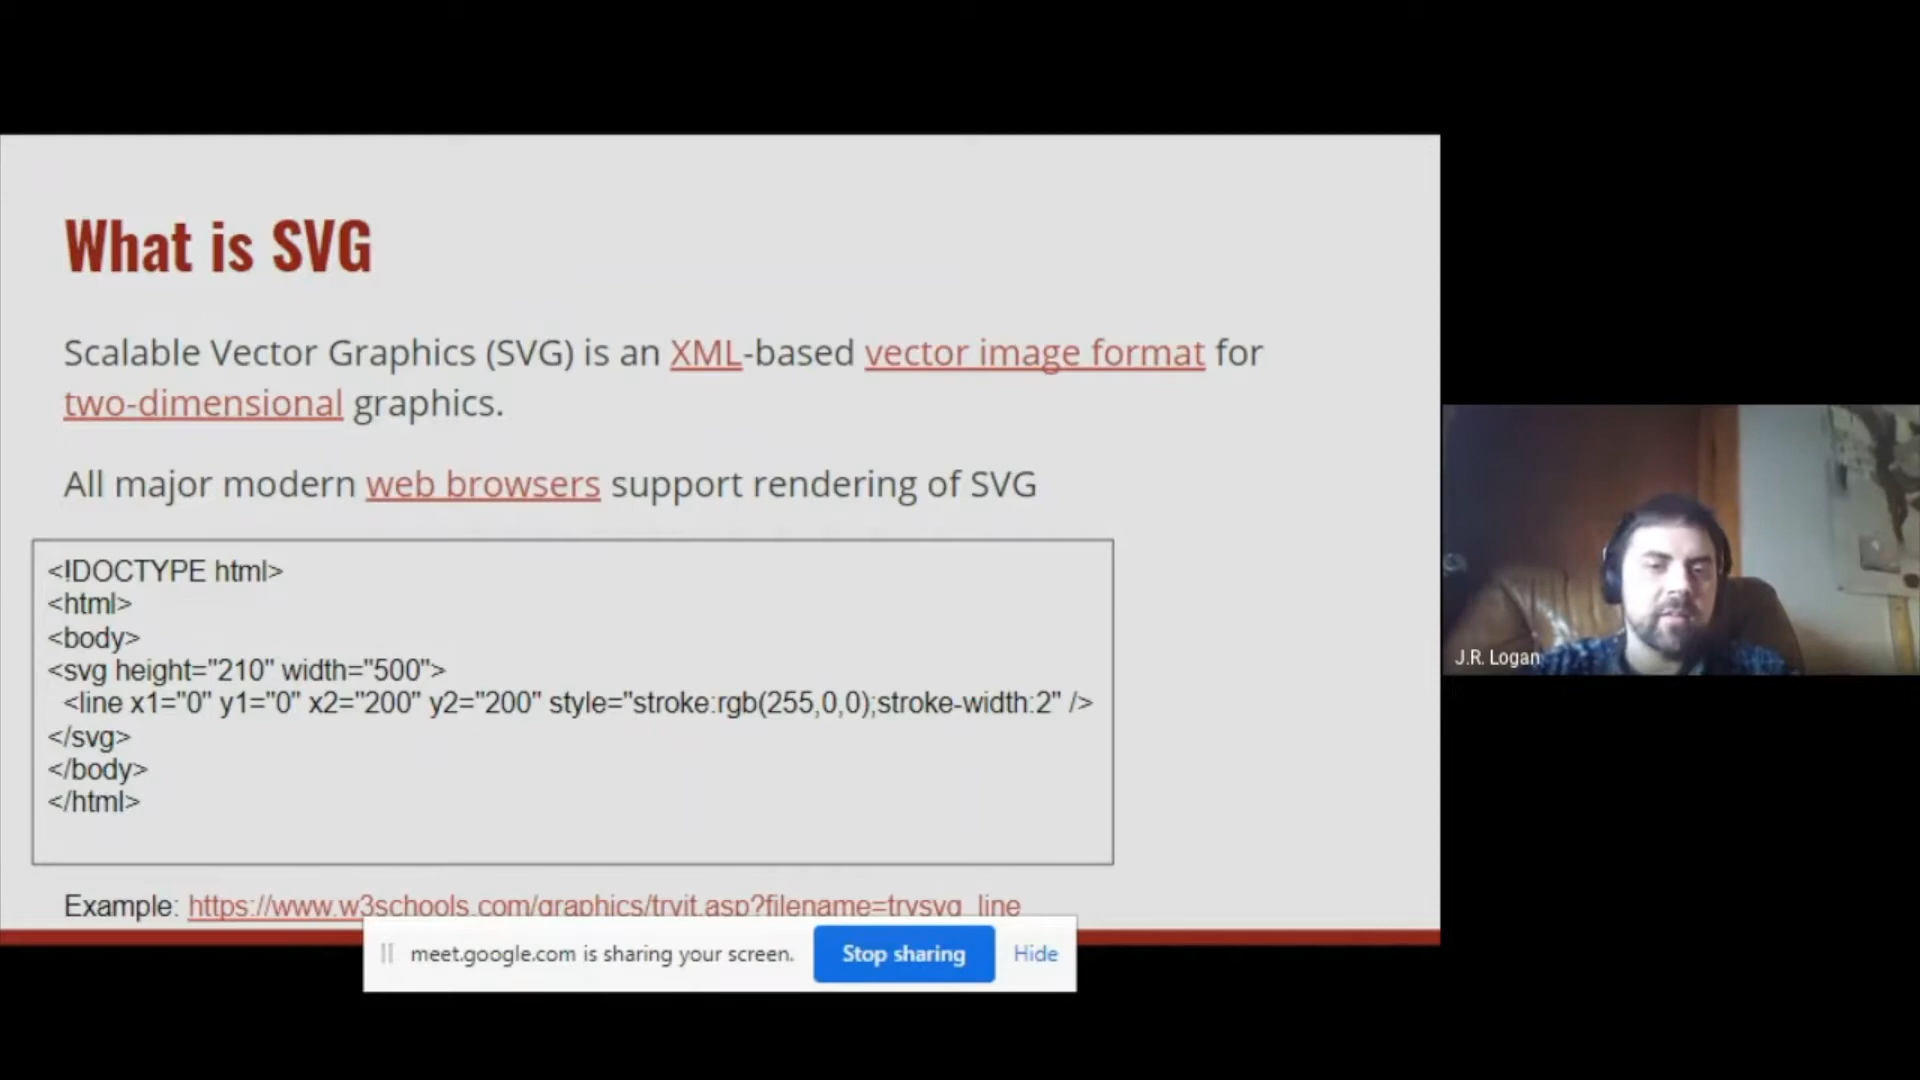 What is SVG
Scalable Vector Graphics (SVG) is an XML-based vector image format for
two-dimensional graphics.
All major modern web browsers support rendering of SVG
<!DOCTYPE html>
<html>
<body>
<svg height="210" width="500">
<line x1="0" y1="0" x2="200" y2="200" style="stroke:rgb(255,0,0);stroke-width:2" />
</svg>
</body>
</html>
Example: https://www.w3schools.com/graphics/tryit.asp?filename=trysvg_line
meet.google.com is sharing your screen.
Stop sharing
Hide
J.R. Logan